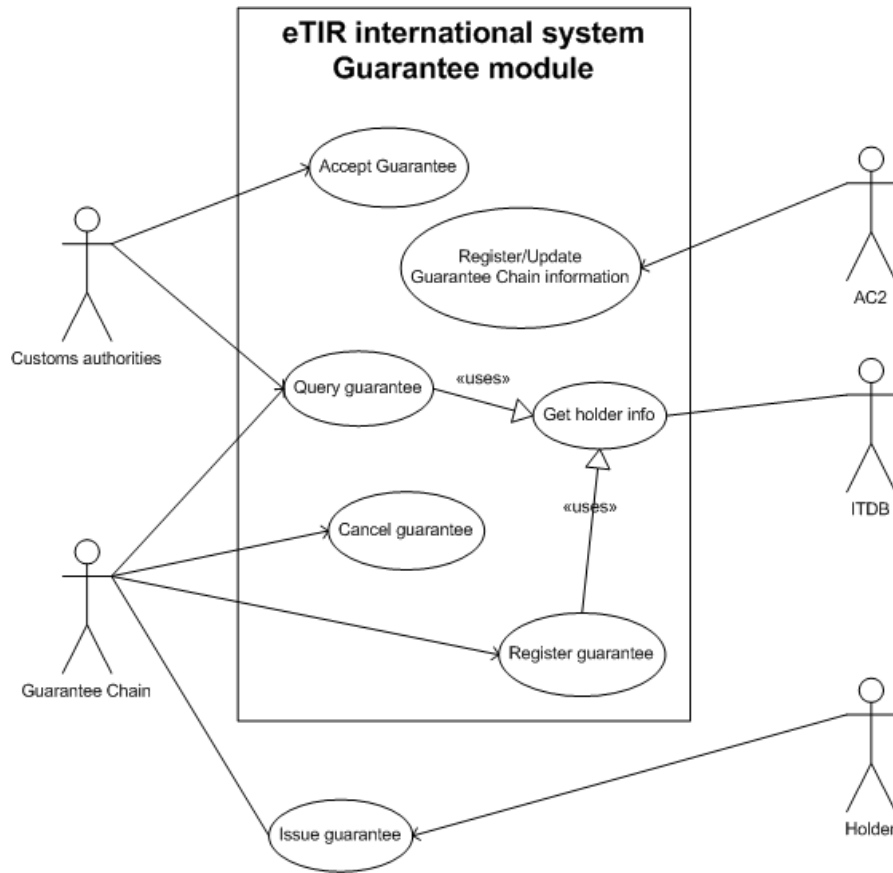 eTIR international system
Guarantee module
Accept Guarantee
Register/Update
Guarantee Chain information
AC2
Customs authorities
Query guarantee
«uses»
Get holder info
ITDB
«uses»
Cancel guarantee
Register guarantee
Guarantee Chain
Issue guarantee
Holder